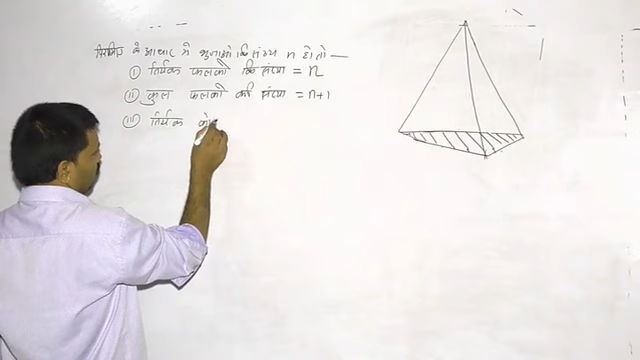 पिरामिड के आधार में भुजाओं कि संख्या n हो तो —
(i) तिर्यक फलकों कि संख्या = n
(ii) कुल फलकों की संख्या = n+1
(iii) तिर्यक को